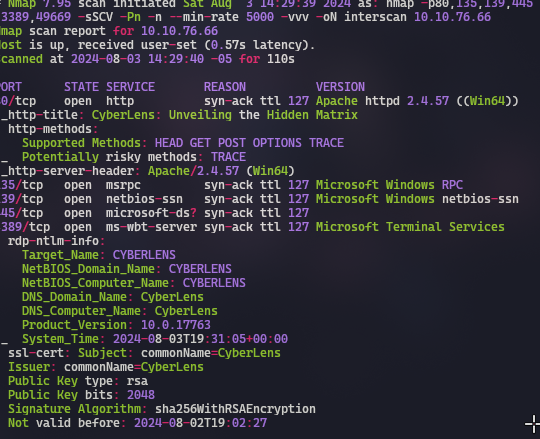 # Nmap 7.95 scan initiated Sat Aug  3 14:29:39 2024 as: nmap -p80,135,139,445
3389,49669 -sSCV -Pn -n --min-rate 5000 -vvv -oN interscan 10.10.76.66
Nmap scan report for 10.10.76.66
Host is up, received user-set (0.57s latency).
Scanned at 2024-08-03 14:29:40 -05 for 110s
PORT      STATE SERVICE       REASON          VERSION
80/tcp    open  http          syn-ack ttl 127 Apache httpd 2.4.57 ((Win64))
_http-title: CyberLens: Unveiling the Hidden Matrix
http-methods:
Supported Methods: HEAD GET POST OPTIONS TRACE
_  Potentially risky methods: TRACE
_http-server-header: Apache/2.4.57 (Win64)
135/tcp   open  msrpc         syn-ack ttl 127 Microsoft Windows RPC
139/tcp   open  netbios-ssn   syn-ack ttl 127 Microsoft Windows netbios-ssn
445/tcp   open  microsoft-ds? syn-ack ttl 127
3389/tcp  open  ms-wbt-server syn-ack ttl 127 Microsoft Terminal Services
rdp-ntlm-info:
Target_Name: CYBERLENS
NetBIOS_Domain_Name: CYBERLENS
NetBIOS_Computer_Name: CYBERLENS
DNS_Domain_Name: CyberLens
DNS_Computer_Name: CyberLens
Product_Version: 10.0.17763
_  System_Time: 2024-08-03T19:31:05+00:00
ssl-cert: Subject: commonName=CyberLens
Issuer: commonName=CyberLens
Public Key type: rsa
Public Key bits: 2048
Signature Algorithm: sha256WithRSAEncryption
Not valid before: 2024-08-02T19:02:27